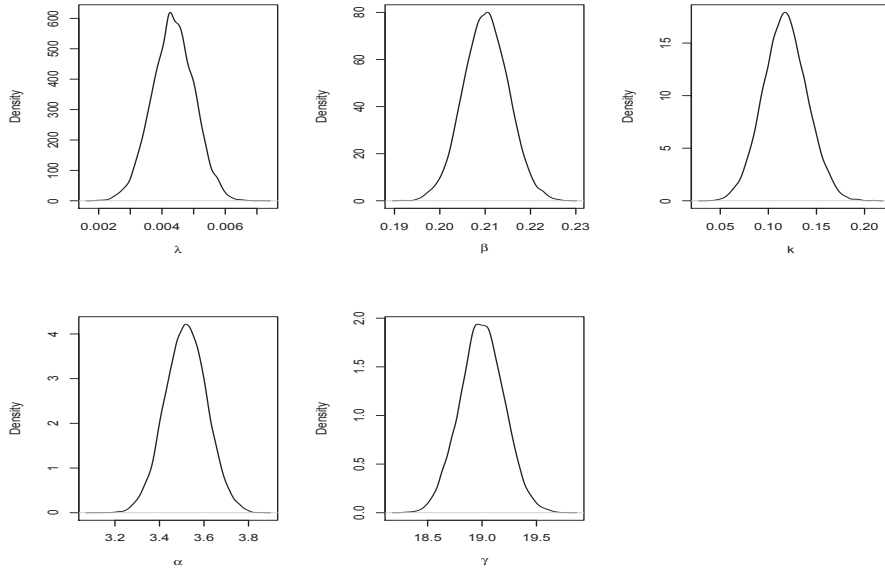 Density
0 100 200 300 400 500 600
0.002 0.004 0.006
λ
Density
0 20 40 60 80
0.19 0.20 0.21 0.22 0.23
β
Density
0 5 10 15
0.05 0.10 0.15 0.20
k
Density
0 1 2 3 4
3.2 3.4 3.6 3.8
α
Density
0.0 0.5 1.0 1.5 2.0
18.5 19.0 19.5
γ